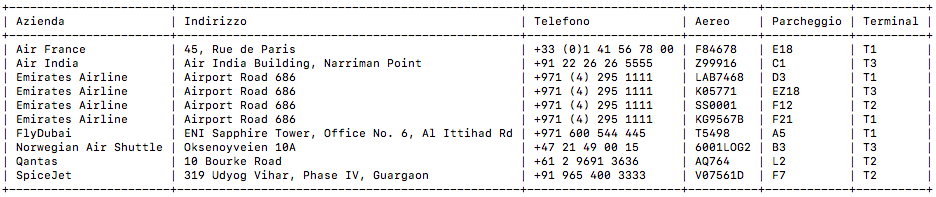 +-----------------------+------------------------------------------------+----------------------+----------+------------+----------+
| Azienda               | Indirizzo                                      | Telefono             | Aereo    | Parcheggio | Terminal |
+-----------------------+------------------------------------------------+----------------------+----------+------------+----------+
| Air France            | 45, Rue de Paris                               | +33 (0)1 41 56 78 00 | F84678   | E18        | T1       |
| Air India             | Air India Building, Narriman Point             | +91 22 26 26 5555    | Z99916   | C1         | T3       |
| Emirates Airline      | Airport Road 686                               | +971 (4) 295 1111    | LAB7468  | D3         | T1       |
| Emirates Airline      | Airport Road 686                               | +971 (4) 295 1111    | K05771   | EZ18       | T3       |
| Emirates Airline      | Airport Road 686                               | +971 (4) 295 1111    | SS0001   | F12        | T2       |
| Emirates Airline      | Airport Road 686                               | +971 (4) 295 1111    | KG9567B  | F21        | T1       |
| FlyDubai              | ENI Sapphire Tower, Office No. 6, Al Ittihad Rd | +971 600 544 445     | T5498    | A5         | T1       |
| Norwegian Air Shuttle | Oksenoyveien 10A                               | +47 21 49 00 15      | 6001LOG2 | B3         | T3       |
| Qantas                | 10 Bourke Road                                 | +61 2 9691 3636      | AQ764    | L2         | T2       |
| SpiceJet              | 319 Udyog Vihar, Phase IV, Guargaon            | +91 965 400 3333     | V07561D  | F7         | T2       |
+-----------------------+------------------------------------------------+----------------------+----------+------------+----------+